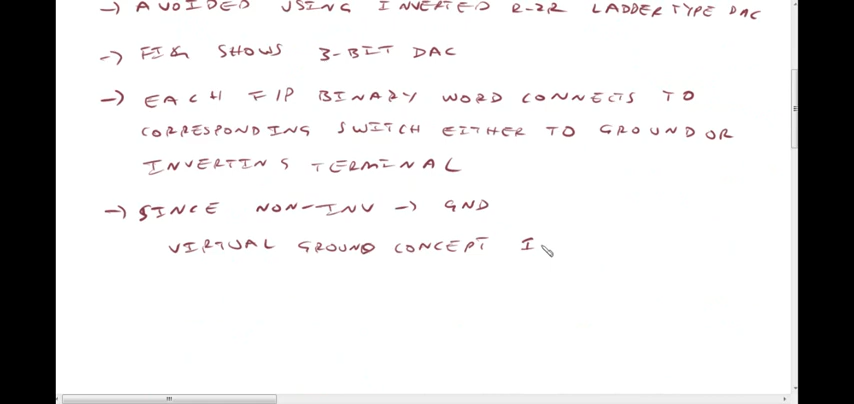 -> AVOIDED USING INVERTED R-2R LADDER TYPE DAC
-> FIG SHOWS 3-BIT DAC
-> EACH I/P BINARY WORD CONNECTS TO
CORRESPONDING SWITCH EITHER TO GROUND OR
INVERTING TERMINAL
-> SINCE NON-INV -> GND
VIRTUAL GROUND CONCEPT I